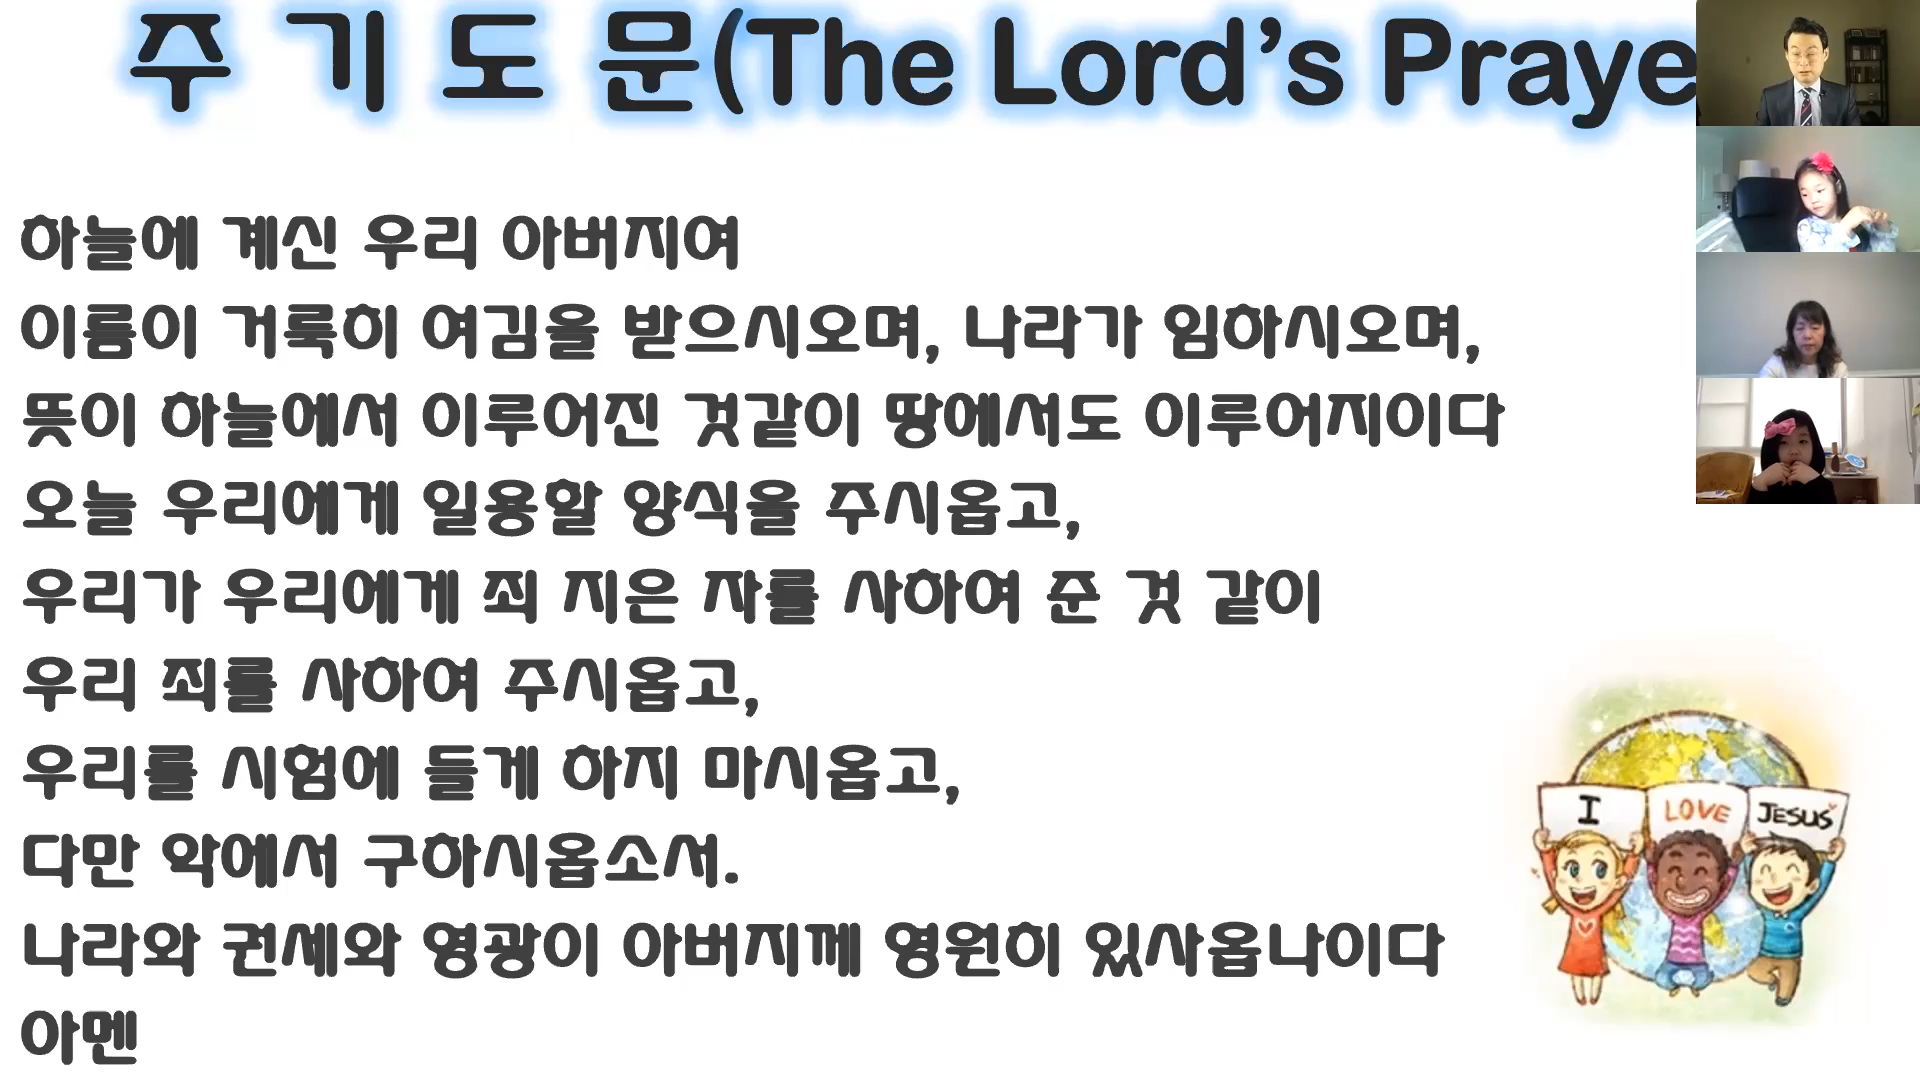 주 기 도 문(The Lord's Praye
하늘에 계신 우리 아버지여
이름이 거룩히 여김을 받으시오며, 나라가 임하시오며,
뜻이 하늘에서 이루어진 것같이 땅에서도 이루어지이다
오늘 우리에게 일용할 양식을 주시옵고,
우리가 우리에게 죄 지은 자를 사하여 준 것 같이
우리 죄를 사하여 주시옵고,
우리를 시험에 들게 하지 마시옵고,
다만 악에서 구하시옵소서.
나라와 권세와 영광이 아버지께 영원히 있사옵나이다
아멘
I LOVE JESUS